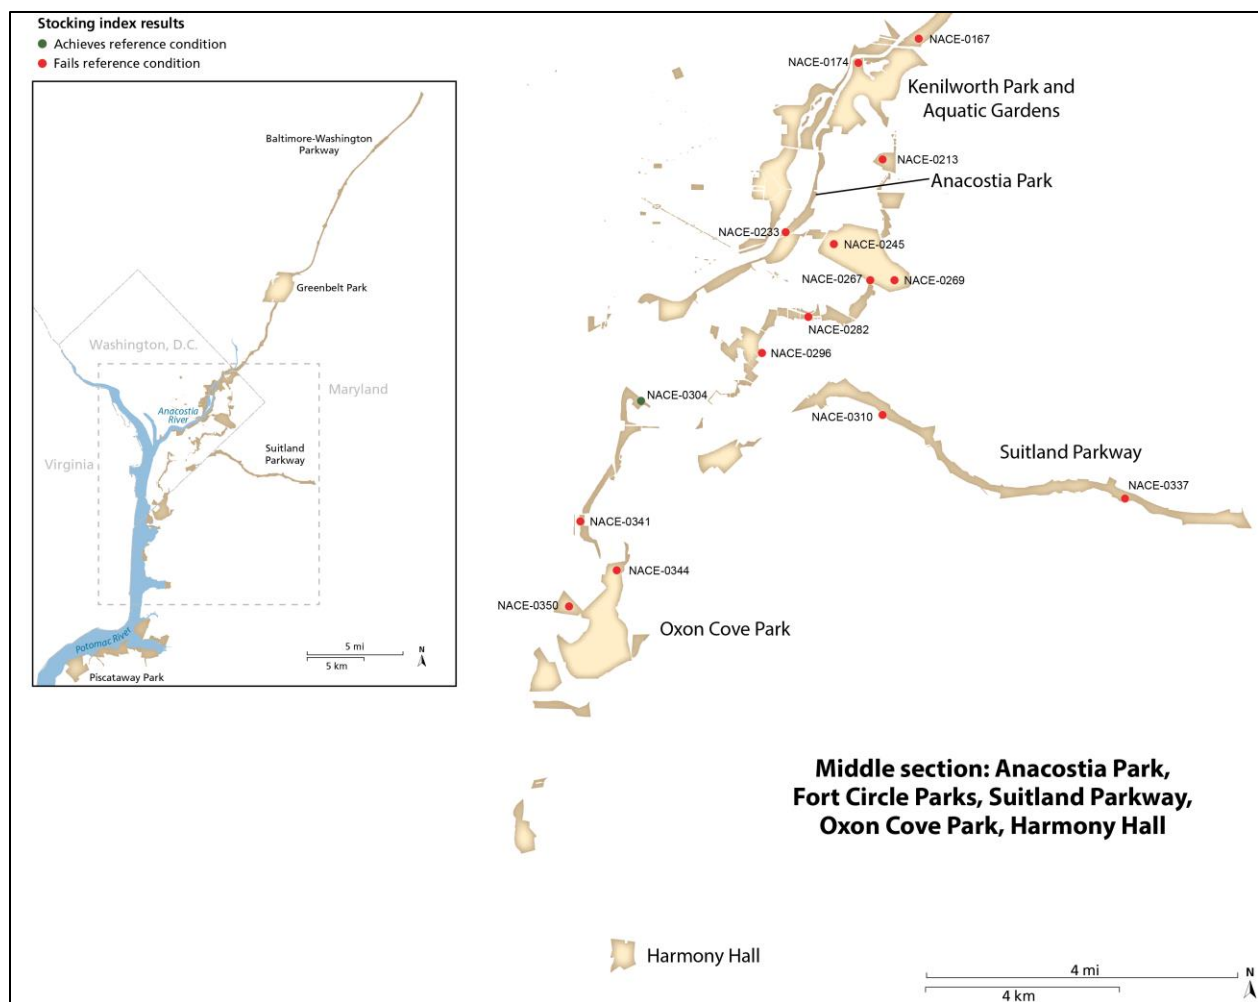 Stocking index results
Achieves reference condition
Fails reference condition
Baltimore-Washington
Parkway
Greenbelt Park
Washington, D.C.
Maryland
Anacostia
River
Suitland
Parkway
Virginia
Potomac River
Piscataway Park
5 mi
5 km
N
NACE-0167
NACE-0174
Kenilworth Park and
Aquatic Gardens
NACE-0213
Anacostia Park
NACE-0233
NACE-0245
NACE-0267
NACE-0269
NACE-0282
NACE-0296
NACE-0304
NACE-0310
Suitland Parkway
NACE-0337
NACE-0341
NACE-0344
NACE-0350
Oxon Cove Park
Middle section: Anacostia Park,
Fort Circle Parks, Suitland Parkway,
Oxon Cove Park, Harmony Hall
Harmony Hall
4 mi
4 km
N